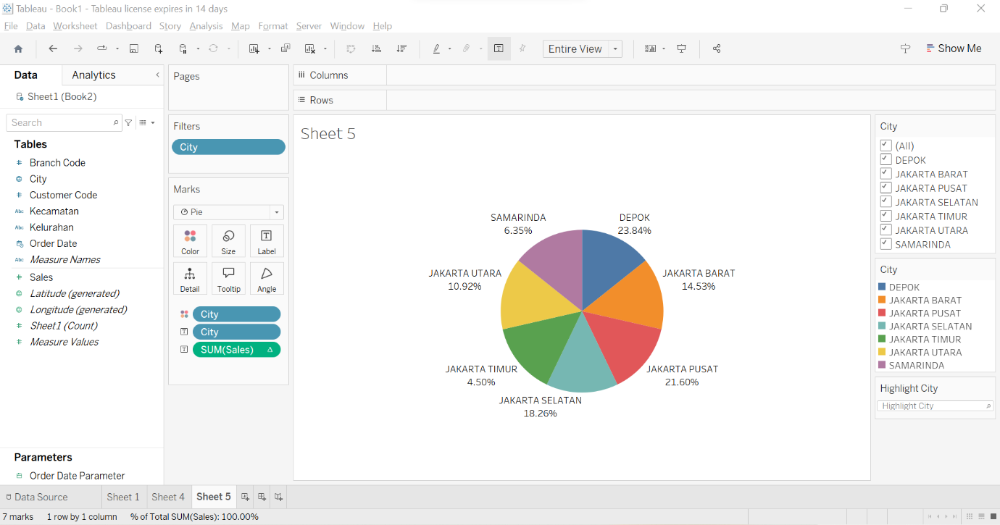 Tableau - Book1 - Tableau license expires in 14 days
File Data Worksheet Dashboard Story Analysis Map Format Server Window Help
Entire View
Show Me
Data Analytics
Sheet1 (Book2)
Search
Tables
# Branch Code
City
# Customer Code
Abc Kecamatan
Abc Kelurahan
Order Date
Abc Measure Names
# Sales
Latitude (generated)
Longitude (generated)
# Sheet1 (Count)
# Measure Values
Parameters
Order Date Parameter
Pages
Filters
City
Marks
Pie
Color Size Label
Detail Tooltip Angle
City
City
SUM(Sales) Δ
Columns
Rows
Sheet 5
SAMARINDA
6.35%
DEPOK
23.84%
JAKARTA UTARA
10.92%
JAKARTA BARAT
14.53%
JAKARTA TIMUR
4.50%
JAKARTA PUSAT
21.60%
JAKARTA SELATAN
18.26%
City
(All)
DEPOK
JAKARTA BARAT
JAKARTA PUSAT
JAKARTA SELATAN
JAKARTA TIMUR
JAKARTA UTARA
SAMARINDA
City
DEPOK
JAKARTA BARAT
JAKARTA PUSAT
JAKARTA SELATAN
JAKARTA TIMUR
JAKARTA UTARA
SAMARINDA
Highlight City
Highlight City
Data Source Sheet 1 Sheet 4 Sheet 5
7 marks 1 row by 1 column % of Total SUM(Sales): 100.00%